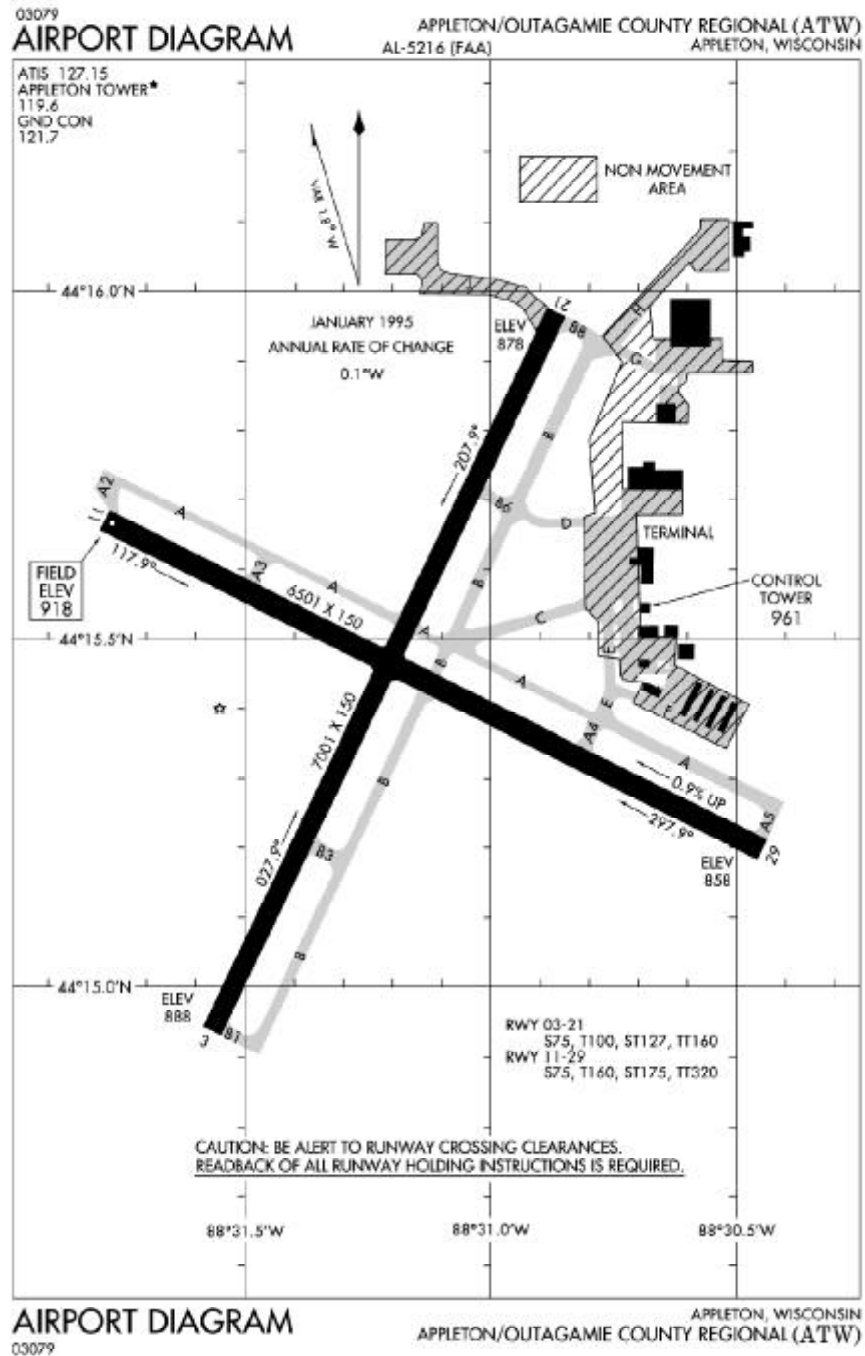 03079
AIRPORT DIAGRAM
APPLETON/OUTAGAMIE COUNTY REGIONAL (ATW)
AL-5216 (FAA)
APPLETON, WISCONSIN
ATIS 127.15
APPLETON TOWER*
119.6
GND CON
121.7
VAR 1.8° W
NON MOVEMENT
AREA
44°16.0'N
JANUARY 1995
ANNUAL RATE OF CHANGE
0.1°W
ELEV
878
21
B8
H
G
B
207.9°
A2
A
11
117.9°
B6
D
TERMINAL
FIELD
ELEV
918
A3
A
6501 X 150
B
CONTROL
TOWER
961
C
A
44°15.5'N
B
E
A
E
7001 X 150
A4
A
B
0.9% UP
297.9°
A5
29
ELEV
858
027.9°
B3
B
44°15.0'N
ELEV
888
3
B1
RWY 03-21
S75, T100, ST127, TT160
RWY 11-29
S75, T160, ST175, TT320
CAUTION: BE ALERT TO RUNWAY CROSSING CLEARANCES.
READBACK OF ALL RUNWAY HOLDING INSTRUCTIONS IS REQUIRED.
88°31.5'W
88°31.0'W
88°30.5'W
AIRPORT DIAGRAM
03079
APPLETON, WISCONSIN
APPLETON/OUTAGAMIE COUNTY REGIONAL (ATW)